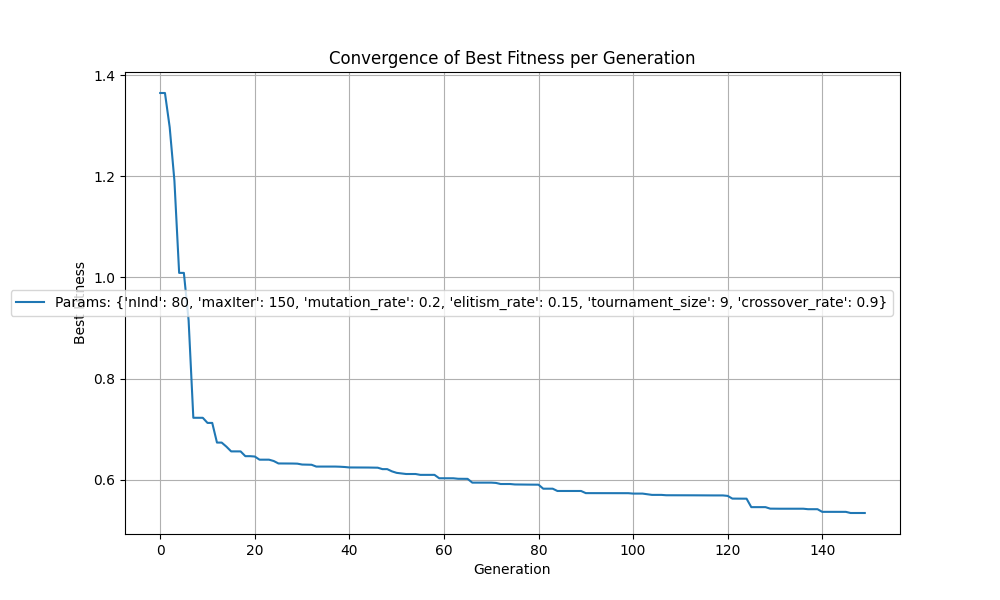 Convergence of Best Fitness per Generation
1.4
1.2
1.0
0.8
0.6
Best
Params: {'nInd': 80, 'maxIter': 150, 'mutation_rate': 0.2, 'elitism_rate': 0.15, 'tournament_size': 9, 'crossover_rate': 0.9}
0 20 40 60 80 100 120 140
Generation